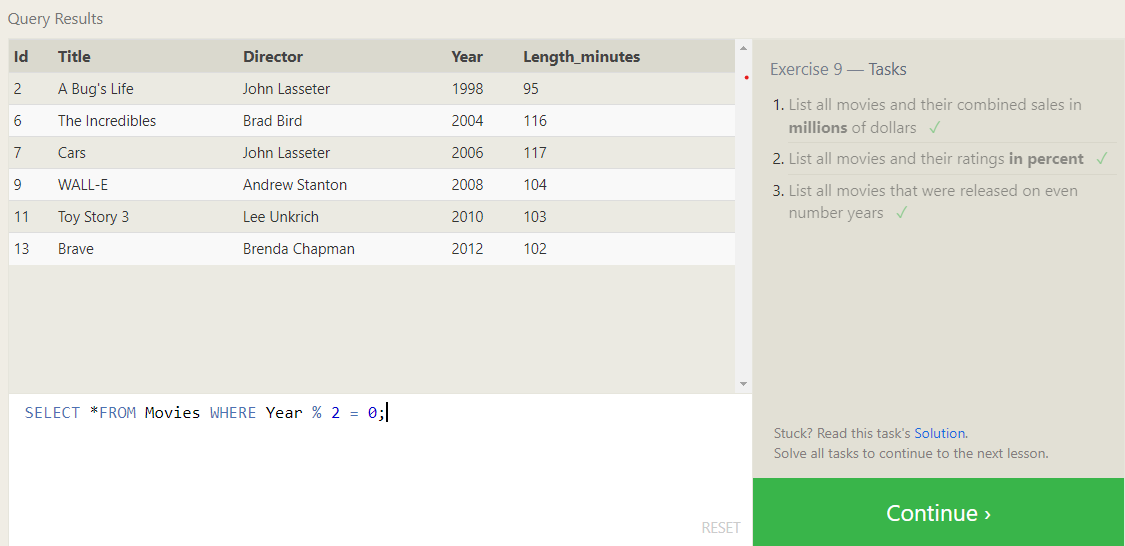 Query Results
Id Title Director Year Length_minutes
2 A Bug's Life John Lasseter 1998 95
6 The Incredibles Brad Bird 2004 116
7 Cars John Lasseter 2006 117
9 WALL-E Andrew Stanton 2008 104
11 Toy Story 3 Lee Unkrich 2010 103
13 Brave Brenda Chapman 2012 102
SELECT *FROM Movies WHERE Year % 2 = 0;
RESET
Exercise 9 — Tasks
1. List all movies and their combined sales in
millions of dollars ✓
2. List all movies and their ratings in percent ✓
3. List all movies that were released on even
number years ✓
Stuck? Read this task's Solution.
Solve all tasks to continue to the next lesson.
Continue ›